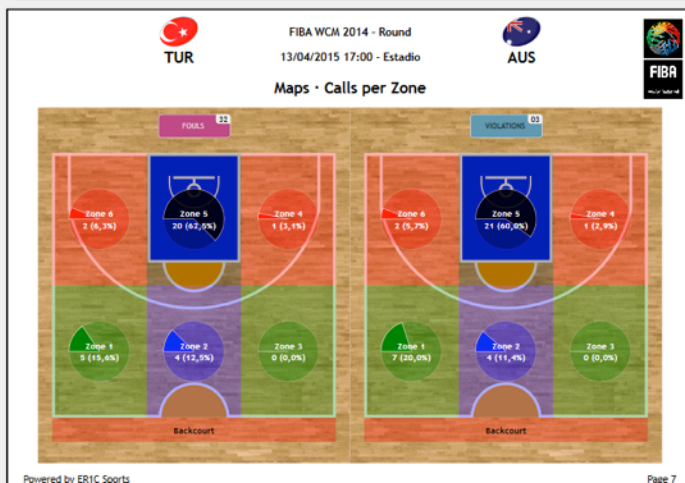 FIBA WCM 2014 - Round
13/04/2015 17:00 - Estadio
TUR
AUS
FIBA
Maps · Calls per Zone
FOULS
32
VIOLATIONS
03
Zone 6
2 (6,3%)
Zone 5
20 (62,5%)
Zone 4
1 (3,1%)
Zone 1
5 (15,6%)
Zone 2
4 (12,5%)
Zone 3
0 (0,0%)
Backcourt
Zone 6
2 (5,7%)
Zone 5
21 (60,0%)
Zone 4
1 (2,9%)
Zone 1
7 (20,0%)
Zone 2
4 (11,4%)
Zone 3
0 (0,0%)
Backcourt
Powered by ER1C Sports
Page 7